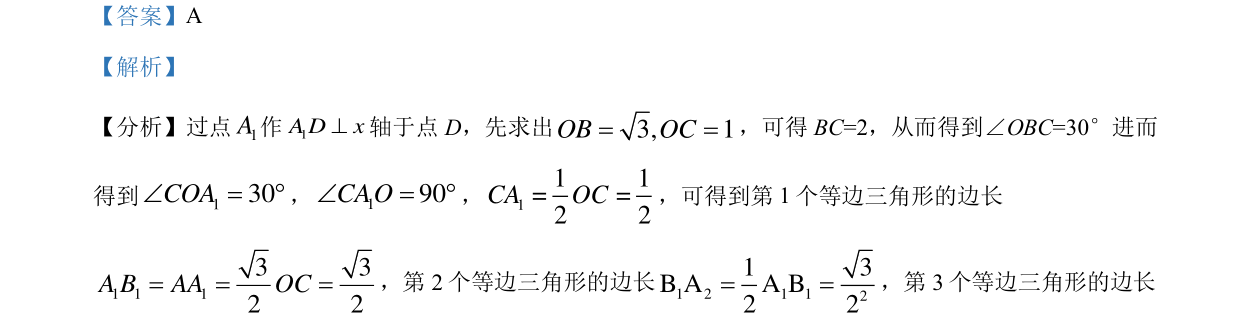 【答案】A
【解析】
【分析】过点 A₁ 作 A₁D⊥x 轴于点 D，先求出 OB = √3, OC = 1，可得 BC=2，从而得到∠OBC=30°进而
得到 ∠COA₁ = 30°，∠CA₁O = 90°，CA₁ = 1/2 OC = 1/2，可得到第 1 个等边三角形的边长
A₁B₁ = AA₁ = √3/2 OC = √3/2，第 2 个等边三角形的边长 B₁A₂ = 1/2 A₁B₁ = √3/2²，第 3 个等边三角形的边长